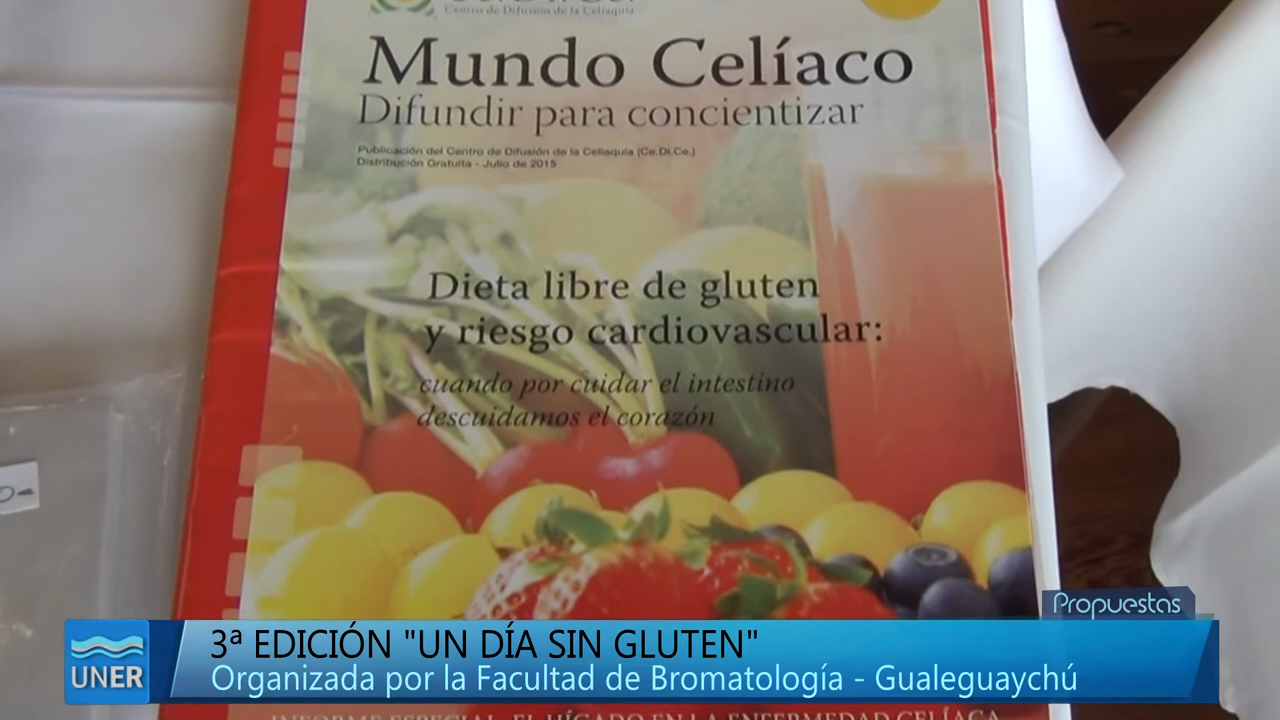 Centro de Difusión de la Celiaquía
Mundo Celíaco
Difundir para concientizar
Publicación del Centro de Difusión de la Celiaquía (Ce.Di.Ce.)
Distribución Gratuita - Julio de 2015
Dieta libre de gluten
y riesgo cardiovascular:
cuando por cuidar el intestino
descuidamos el corazón
Propuestas
UNER
3ª EDICIÓN "UN DÍA SIN GLUTEN"
Organizada por la Facultad de Bromatología - Gualeguaychú
INFORME ESPECIAL: EL HÍGADO EN LA ENFERMEDAD CELÍACA